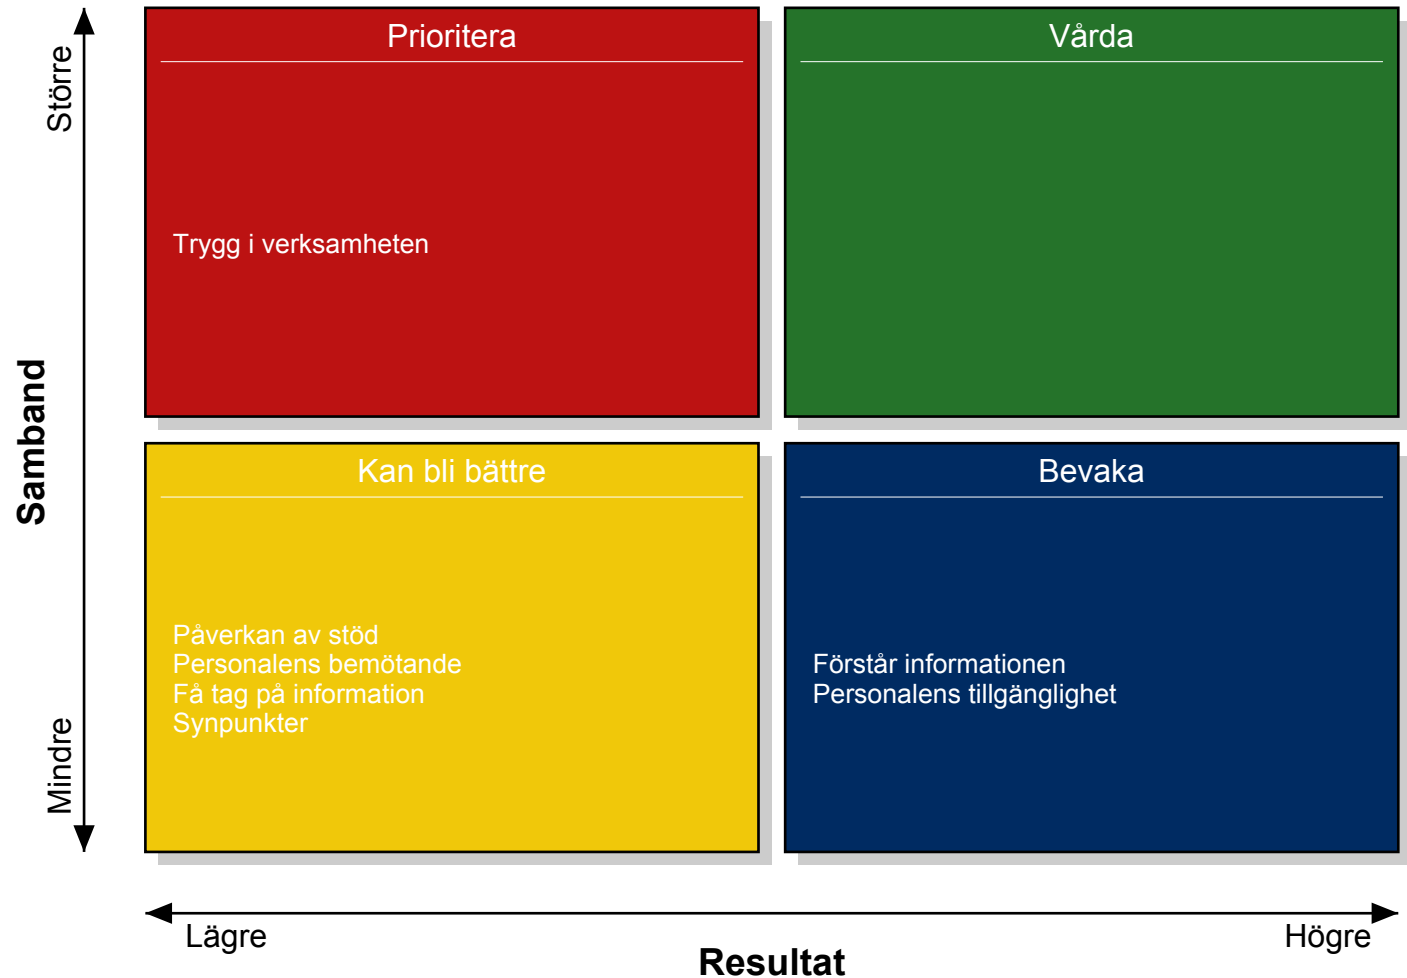 Större
Samband
Mindre
Prioritera
Trygg i verksamheten
Vårda
Kan bli bättre
Påverkan av stöd
Personalens bemötande
Få tag på information
Synpunkter
Bevaka
Förstår informationen
Personalens tillgänglighet
Lägre
Högre
Resultat